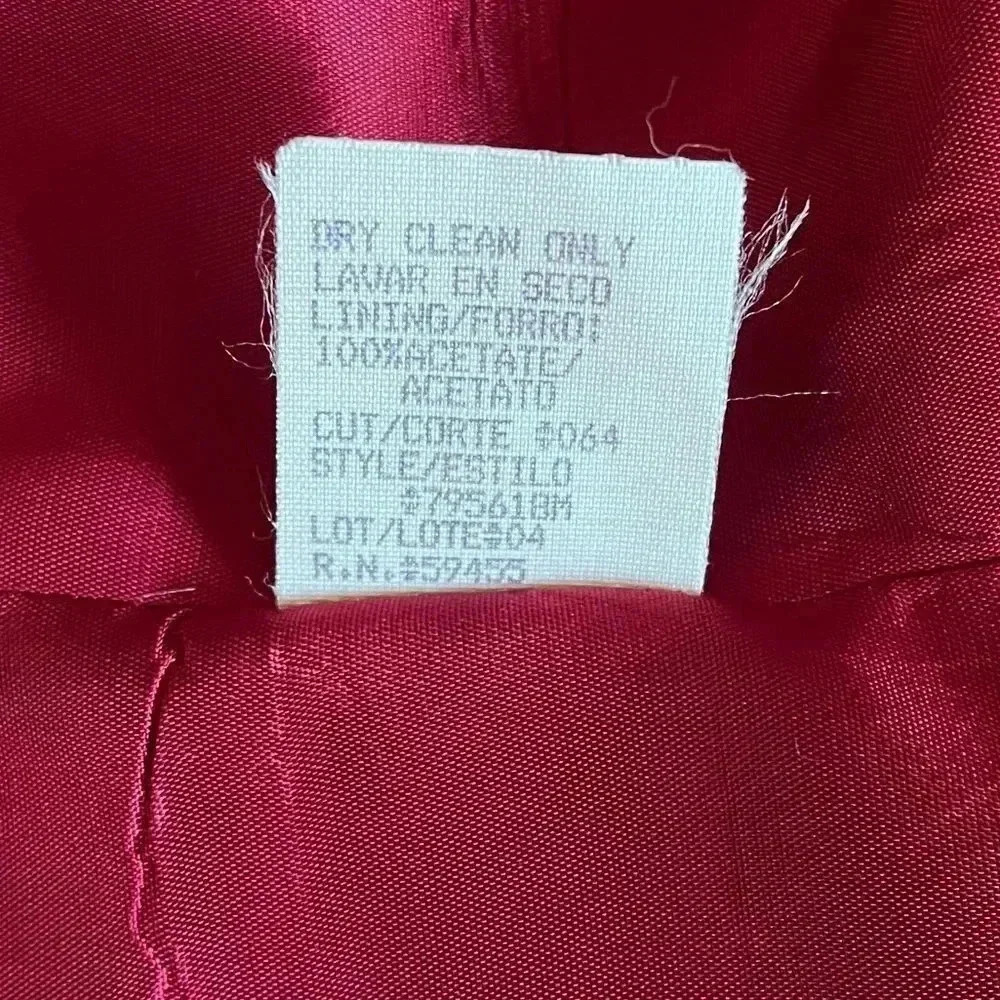 DRY CLEAN ONLY
LAVAR EN SECO
LINING/FORRO:
100%ACETATE/
ACETATO
CUT/CORTE #064
STYLE/ESTILO
#79561BM
LOT/LOTE#04
R.N.#59455